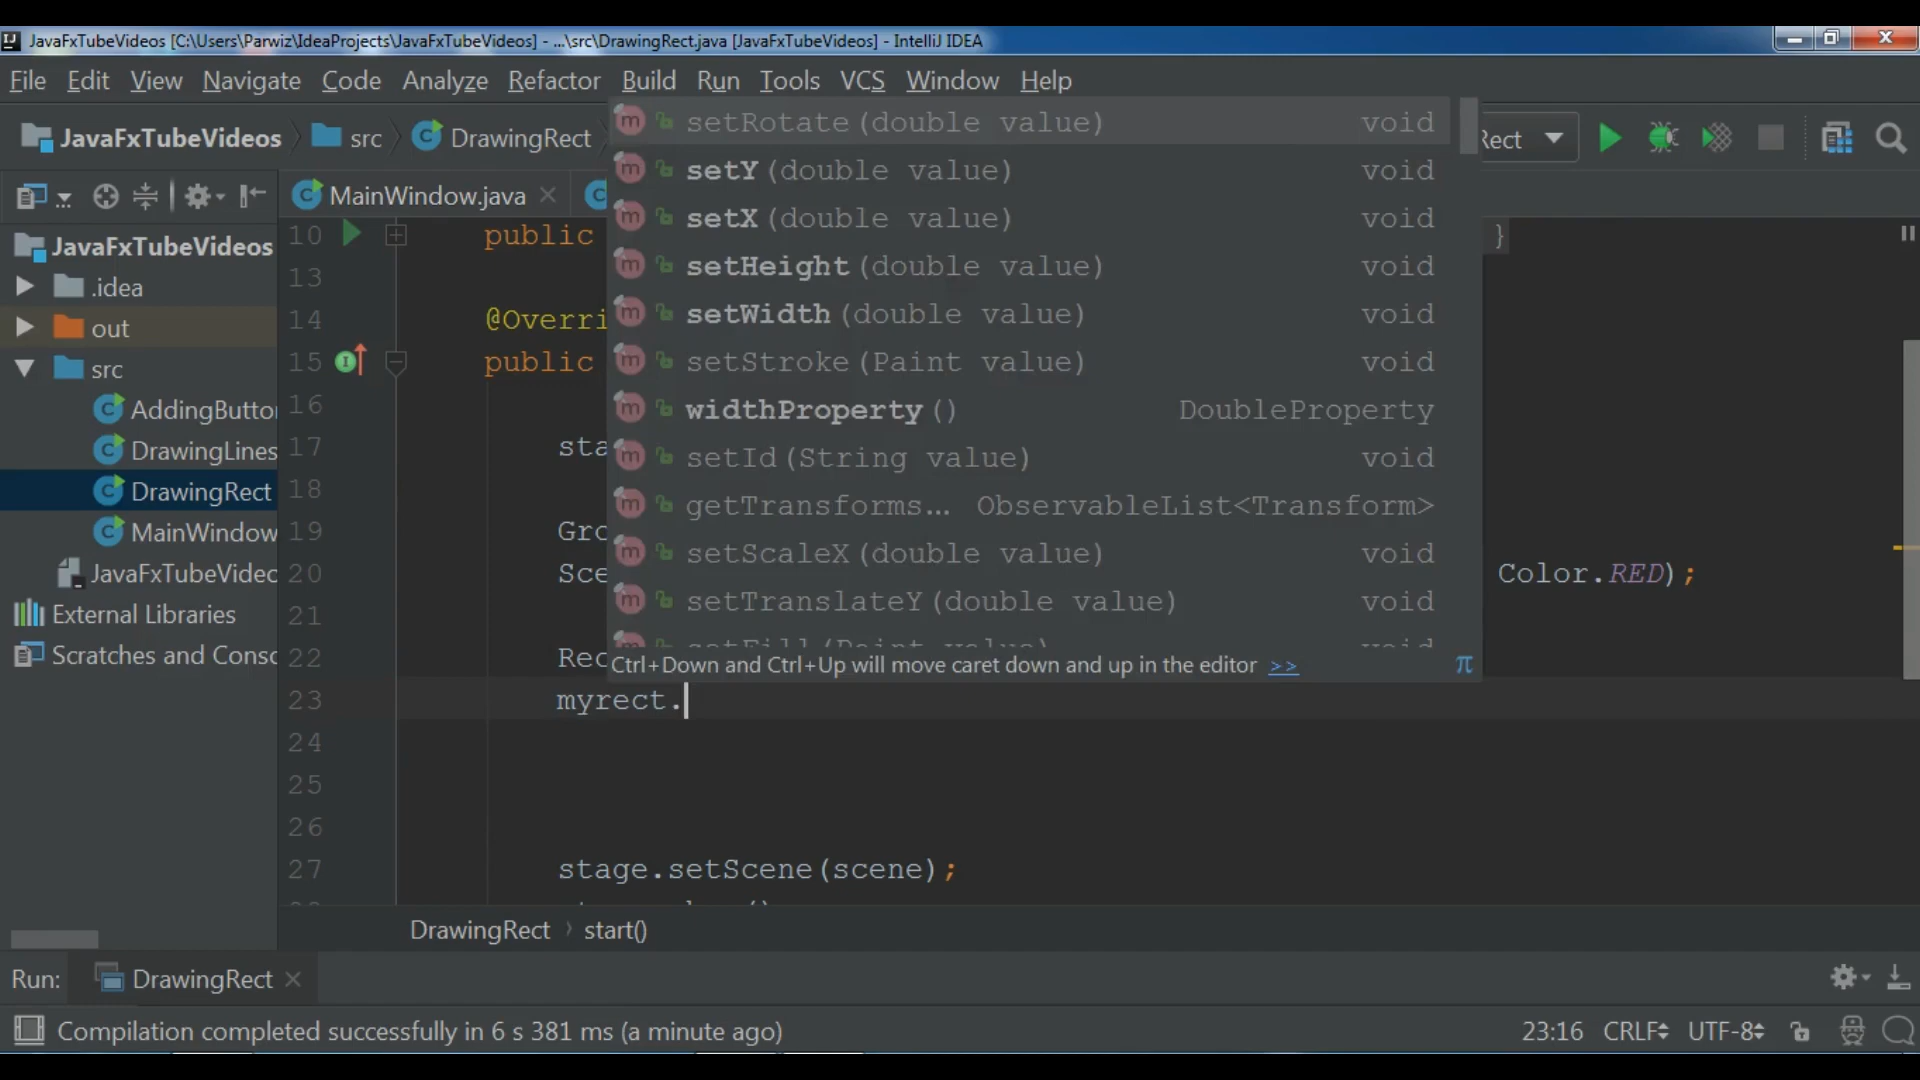 JavaFxTubeVideos [C:\Users\Parwiz\IdeaProjects\JavaFxTubeVideos] - ...\src\DrawingRect.java [JavaFxTubeVideos] - IntelliJ IDEA
File Edit View Navigate Code Analyze Refactor Build Run Tools VCS Window Help
JavaFxTubeVideos src DrawingRect
Rect
MainWindow.java
JavaFxTubeVideos
.idea
out
src
AddingButto
DrawingLines
DrawingRect
MainWindow
JavaFxTubeVidec
External Libraries
Scratches and Consc
10 public }
13
14 @Overri
15 public
16
17 sta
18
19 Gro
20 Sce Color.RED);
21
22 Rec
23 myrect.
24
25
26
27 stage.setScene(scene);
setRotate(double value) void
setY(double value) void
setX(double value) void
setHeight(double value) void
setWidth(double value) void
setStroke(Paint value) void
widthProperty() DoubleProperty
setId(String value) void
getTransforms… ObservableList<Transform>
setScaleX(double value) void
setTranslateY(double value) void
setFill(Paint value) void
Ctrl+Down and Ctrl+Up will move caret down and up in the editor >> π
DrawingRect start()
Run: DrawingRect
Compilation completed successfully in 6 s 381 ms (a minute ago) 23:16 CRLF UTF-8